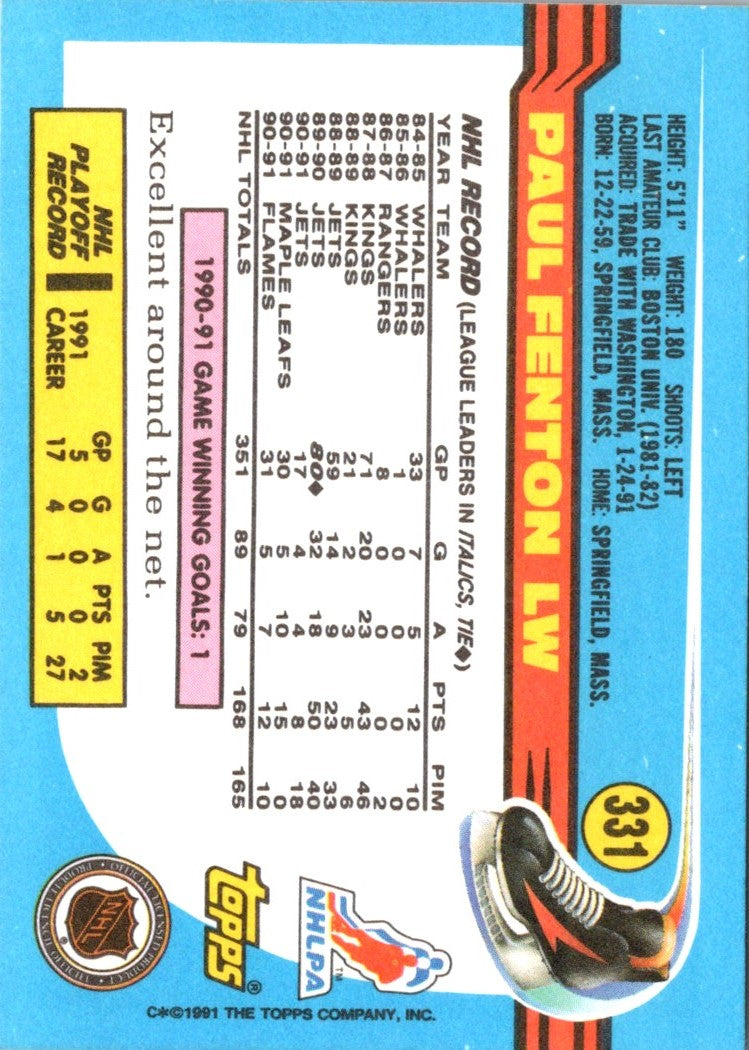 HEIGHT: 5'11" WEIGHT: 180 SHOOTS: LEFT
LAST AMATEUR CLUB: BOSTON UNIV. (1981-82)
ACQUIRED: TRADE WITH WASHINGTON, 1-24-91
BORN: 12-22-59, SPRINGFIELD, MASS. HOME: SPRINGFIELD, MASS.
331
PAUL FENTON LW
NHL RECORD (LEAGUE LEADERS IN ITALICS, TIE◆)
YEAR TEAM GP G A PTS PIM
84-85 WHALERS 33 7 5 12 10
85-86 WHALERS 1 0 0 0 0
86-87 RANGERS 8 0 0 0 2
87-88 KINGS 71 20 23 43 46
88-89 KINGS 21 2 3 5 6
88-89 JETS 59 14 9 23 33
89-90 JETS 80◆ 32 18 50 40
90-91 JETS 17 4 4 8 18
90-91 MAPLE LEAFS 30 5 10 15 0
90-91 FLAMES 31 5 7 12 10
NHL TOTALS 351 89 79 168 165
1990-91 GAME WINNING GOALS: 1
Excellent around the net.
NHL PLAYOFF RECORD
GP G A PTS PIM
1991 5 0 0 0 2
CAREER 17 4 1 5 27
NHLPA™
topps®
OFFICIAL LICENSED PRODUCT
NHL ®
C✻©1991 THE TOPPS COMPANY, INC.